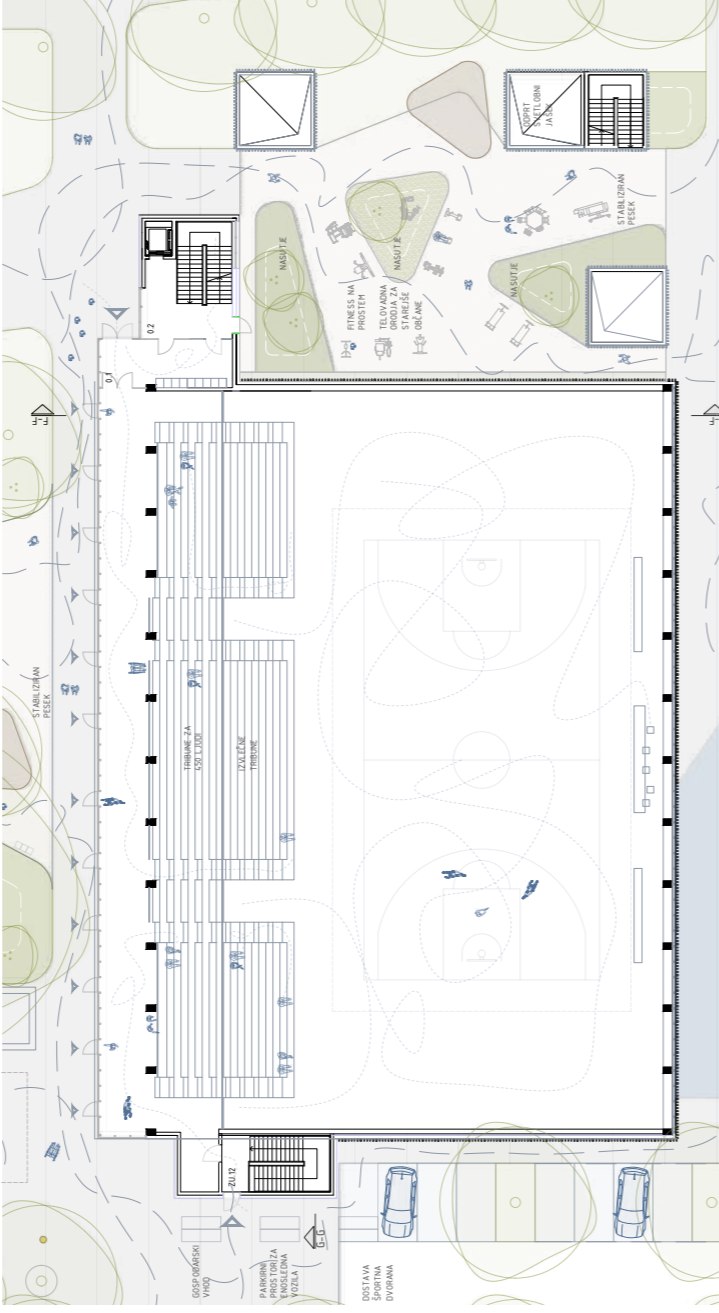 ODPRT
SVETLOBNI
JAŠEK
STABILIZIRAN
PESEK
NASUTJE
NASUTJE
NASUTJE
FITNESS NA
PROSTEM
TELOVADNA
ORODJA ZA
STAREJŠE
OBČANE
0.2
0.1
F-F
F-F
STABILIZIRAN
PESEK
TRIBUNE ZA
450 LJUDI
IZVLEČNE
TRIBUNE
ZU.12
G-G
GOSPODARSKI
VHOD
PARKIRNI
PROSTORI ZA
ENOSLEDNA
VOZILA
DOSTAVA
ŠPORTNA
DVORANA